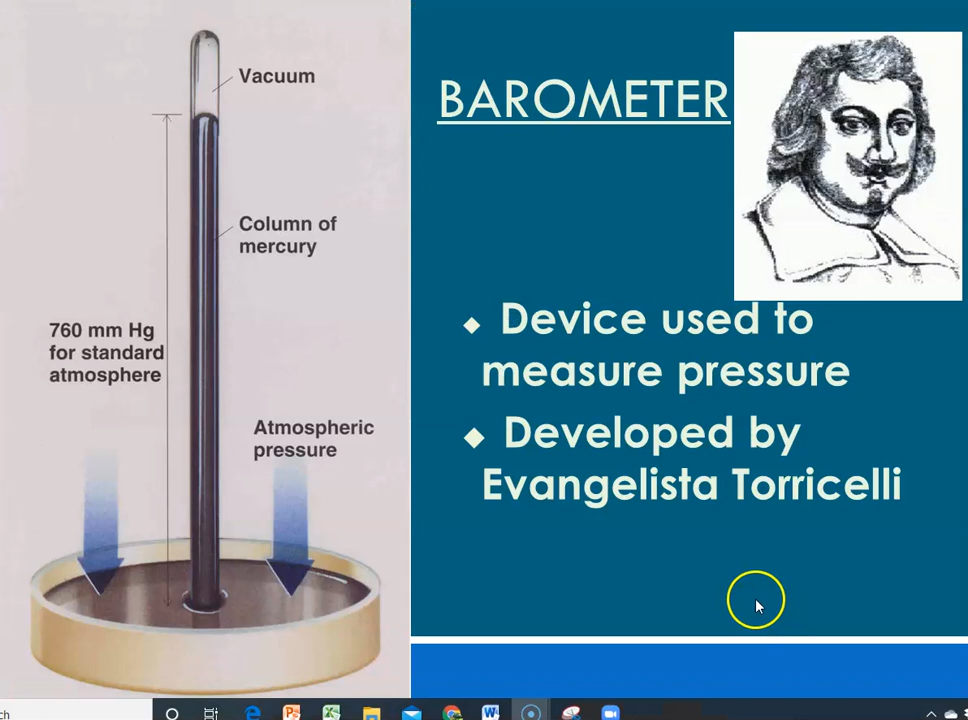 Vacuum
BAROMETER
Column of
mercury
760 mm Hg
for standard
atmosphere
Atmospheric
pressure
◆ Device used to
measure pressure
◆ Developed by
Evangelista Torricelli
ch